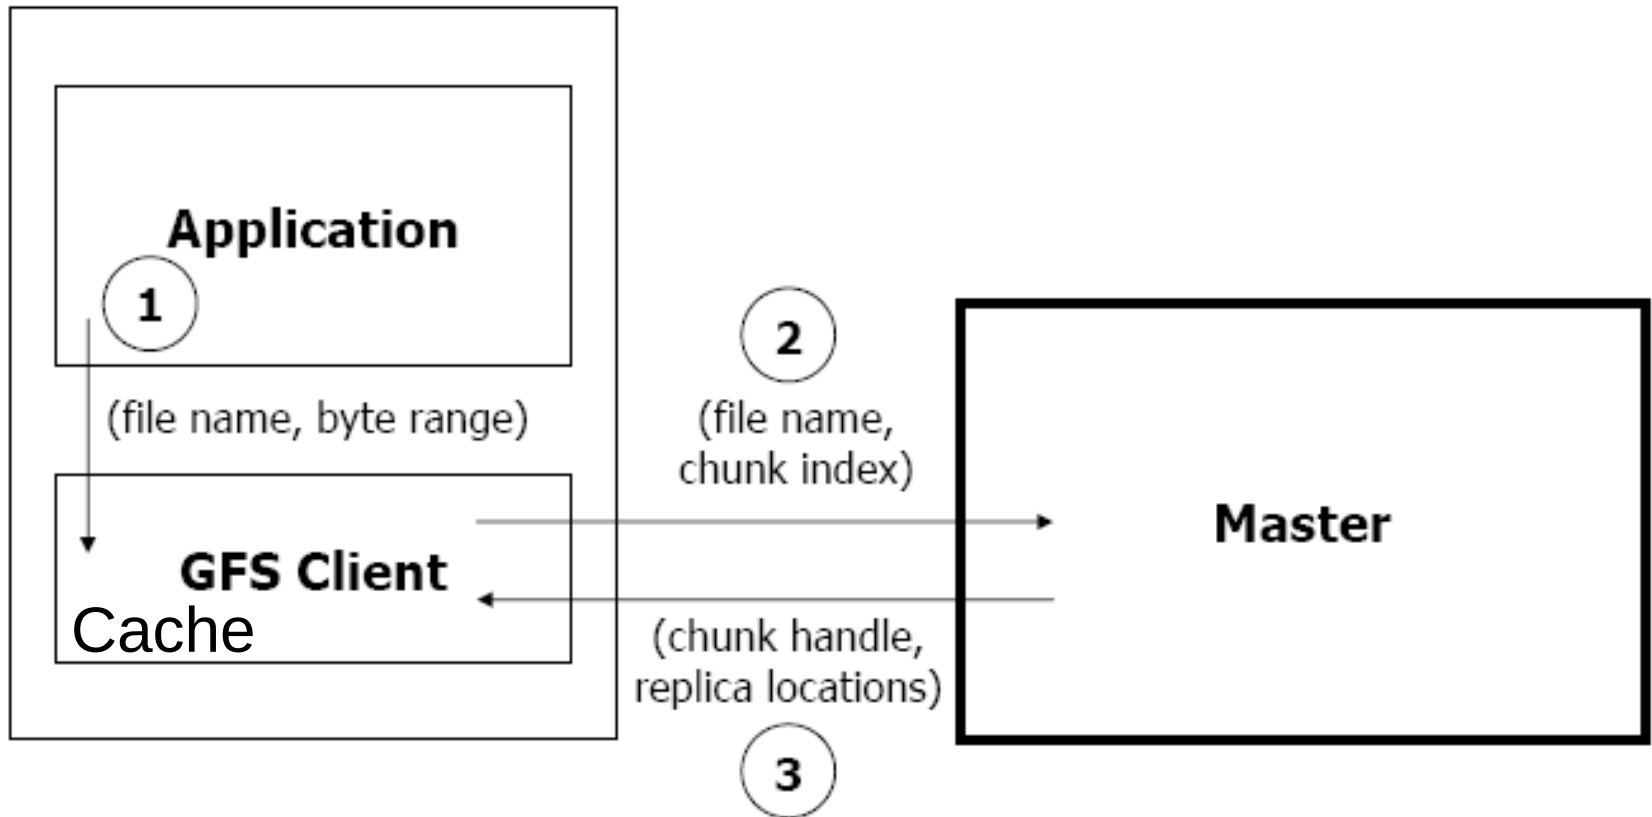 Application
1
(file name, byte range)
GFS Client
Cache
2
(file name,
chunk index)
(chunk handle,
replica locations)
3
Master